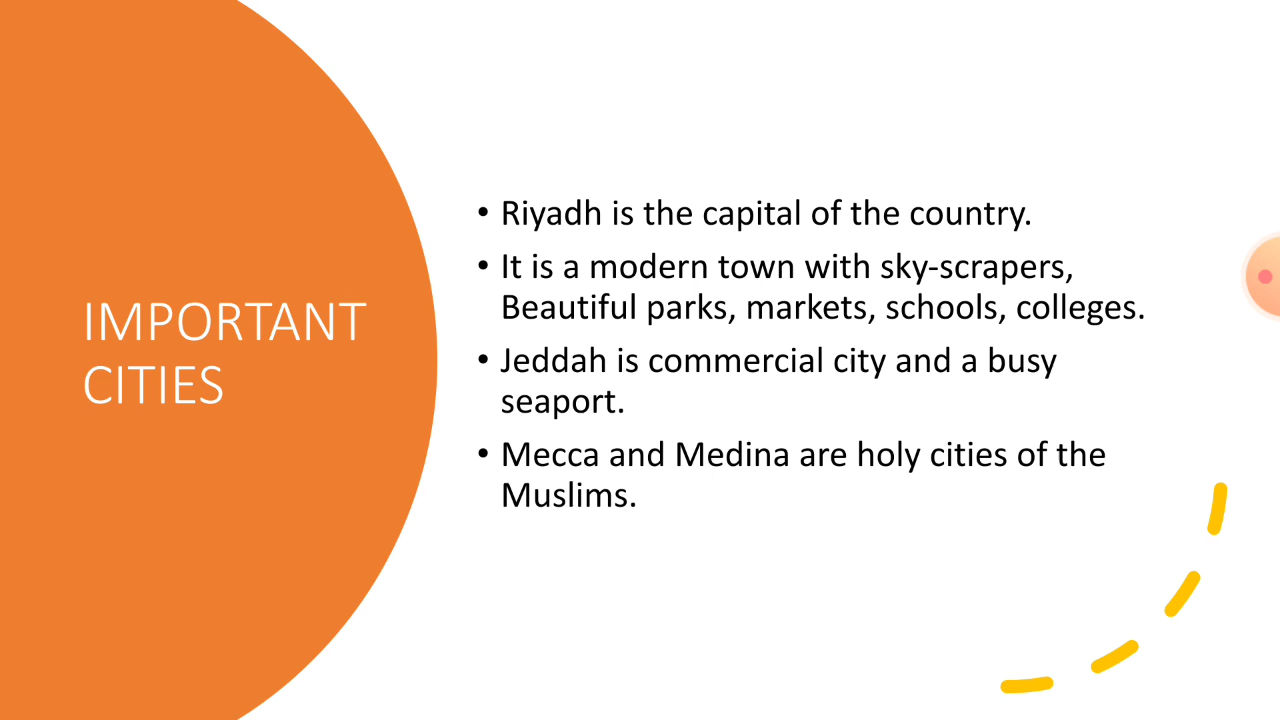 IMPORTANT
CITIES
• Riyadh is the capital of the country.
• It is a modern town with sky-scrapers,
Beautiful parks, markets, schools, colleges.
• Jeddah is commercial city and a busy
seaport.
• Mecca and Medina are holy cities of the
Muslims.